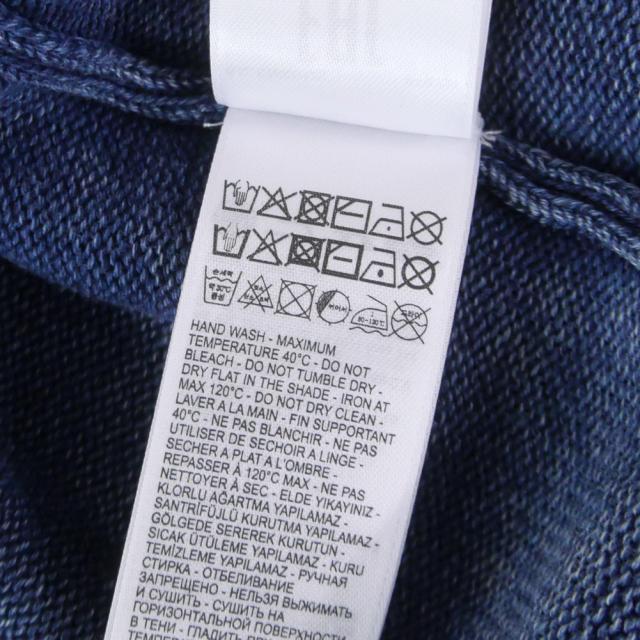 HAND WASH - MAXIMUM
TEMPERATURE 40°C - DO NOT
BLEACH - DO NOT TUMBLE DRY -
DRY FLAT IN THE SHADE - IRON AT
MAX 120°C - DO NOT DRY CLEAN -
LAVER A LA MAIN - FIN SUPPORTANT
40°C - NE PAS BLANCHIR - NE PAS
UTILISER DE SECHOIR A LINGE -
SECHER A PLAT A L'OMBRE -
REPASSER À 120°C MAX - NE PAS
NETTOYER À SEC - ELDE YIKAYINIZ -
KLORLU AĞARTMA YAPILAMAZ -
SANTRİFÜJLÜ KURUTMA YAPILMAZ -
GÖLGEDE SEREREK KURUTUN -
SICAK ÜTÜLEME YAPILAMAZ - KURU
TEMİZLEME YAPILAMAZ - РУЧНАЯ
СТИРКА - ОТБЕЛИВАНИЕ
ЗАПРЕЩЕНО - НЕЛЬЗЯ ВЫЖИМАТЬ
И СУШИТЬ - СУШИТЬ НА
ГОРИЗОНТАЛЬНОЙ ПОВЕРХНОСТИ
В ТЕНИ - ГЛАДИТЬ